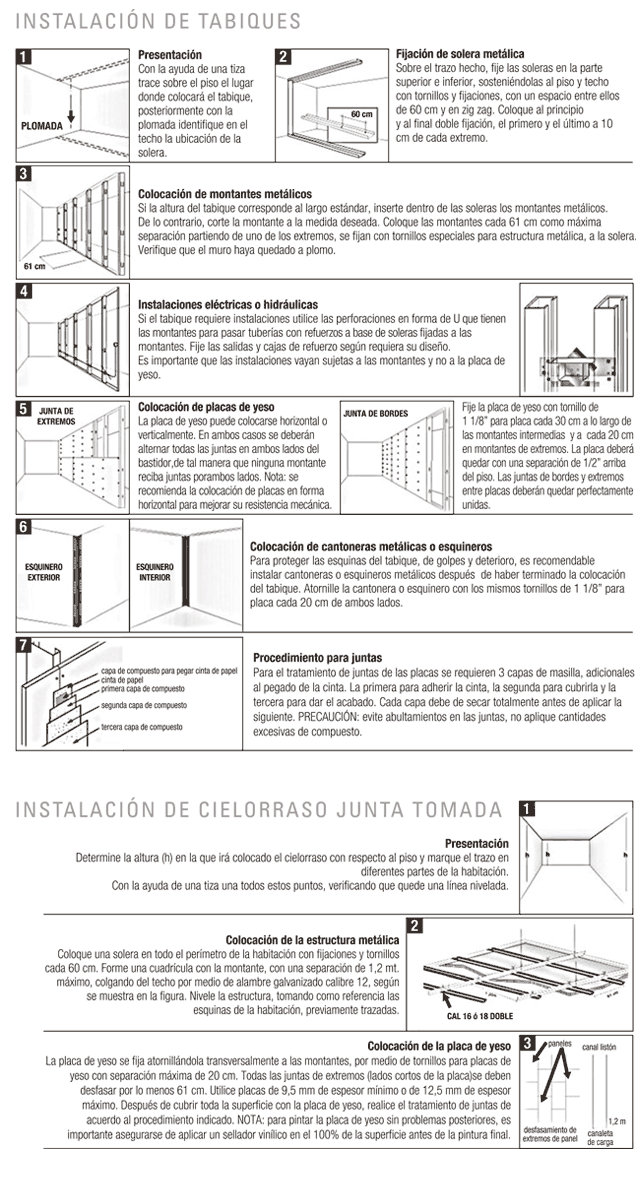 INSTALACIÓN DE TABIQUES
1
PLOMADA
Presentación
Con la ayuda de una tiza
trace sobre el piso el lugar
donde colocará el tabique,
posteriormente con la
plomada identifique en el
techo la ubicación de la
solera.
2
60 cm
Fijación de solera metálica
Sobre el trazo hecho, fije las soleras en la parte
superior e inferior, sosteniéndolas al piso y techo
con tornillos y fijaciones, con un espacio entre ellos
de 60 cm y en zig zag. Coloque al principio
y al final doble fijación, el primero y el último a 10
cm de cada extremo.
3
61 cm
Colocación de montantes metálicos
Si la altura del tabique corresponde al largo estándar, inserte dentro de las soleras los montantes metálicos.
De lo contrario, corte la montante a la medida deseada. Coloque las montantes cada 61 cm como máxima
separación partiendo de uno de los extremos, se fijan con tornillos especiales para estructura metálica, a la solera.
Verifique que el muro haya quedado a plomo.
4
Instalaciones eléctricas o hidráulicas
Si el tabique requiere instalaciones utilice las perforaciones en forma de U que tienen
las montantes para pasar tuberías con refuerzos a base de soleras fijadas a las
montantes. Fije las salidas y cajas de refuerzo según requiera su diseño.
Es importante que las instalaciones vayan sujetas a las montantes y no a la placa de
yeso.
5
JUNTA DE
EXTREMOS
Colocación de placas de yeso
La placa de yeso puede colocarse horizontal o
verticalmente. En ambos casos se deberán
alternar todas las juntas en ambos lados del
bastidor,de tal manera que ninguna montante
reciba juntas porambos lados. Nota: se
recomienda la colocación de placas en forma
horizontal para mejorar su resistencia mecánica.
JUNTA DE BORDES
Fije la placa de yeso con tornillo de
1 1/8” para placa cada 30 cm a lo largo de
las montantes intermedias y a cada 20 cm
en montantes de extremos. La placa deberá
quedar con una separación de 1/2” arriba
del piso. Las juntas de bordes y extremos
entre placas deberán quedar perfectamente
unidas.
6
ESQUINERO
EXTERIOR
ESQUINERO
INTERIOR
Colocación de cantoneras metálicas o esquineros
Para proteger las esquinas del tabique, de golpes y deterioro, es recomendable
instalar cantoneras o esquineros metálicos después de haber terminado la colocación
del tabique. Atornille la cantonera o esquinero con los mismos tornillos de 1 1/8” para
placa cada 20 cm de ambos lados.
7
capa de compuesto para pegar cinta de papel
cinta de papel
primera capa de compuesto
segunda capa de compuesto
tercera capa de compuesto
Procedimiento para juntas
Para el tratamiento de juntas de las placas se requieren 3 capas de masilla, adicionales
al pegado de la cinta. La primera para adherir la cinta, la segunda para cubrirla y la
tercera para dar el acabado. Cada capa debe de secar totalmente antes de aplicar la
siguiente. PRECAUCIÓN: evite abultamientos en las juntas, no aplique cantidades
excesivas de compuesto.
INSTALACIÓN DE CIELORRASO JUNTA TOMADA
Presentación
Determine la altura (h) en la que irá colocado el cielorraso con respecto al piso y marque el trazo en
diferentes partes de la habitación.
Con la ayuda de una tiza una todos estos puntos, verificando que quede una línea nivelada.
1
h h h
Colocación de la estructura metálica
Coloque una solera en todo el perímetro de la habitación con fijaciones y tornillos
cada 60 cm. Forme una cuadrícula con la montante, con una separación de 1,2 mt.
máximo, colgando del techo por medio de alambre galvanizado calibre 12, según
se muestra en la figura. Nivele la estructura, tomando como referencia las
esquinas de la habitación, previamente trazadas.
2
CAL 16 ó 18 DOBLE
Colocación de la placa de yeso
La placa de yeso se fija atornillándola transversalmente a las montantes, por medio de tornillos para placas de
yeso con separación máxima de 20 cm. Todas las juntas de extremos (lados cortos de la placa)se deben
desfasar por lo menos 61 cm. Utilice placas de 9,5 mm de espesor mínimo o de 12,5 mm de espesor
máximo. Después de cubrir toda la superficie con la placa de yeso, realice el tratamiento de juntas de
acuerdo al procedimiento indicado. NOTA: para pintar la placa de yeso sin problemas posteriores, es
importante asegurarse de aplicar un sellador vinílico en el 100% de la superficie antes de la pintura final.
3
paneles
canal listón
1,2 m
desfasamiento de
extremos de panel
canaleta
de carga